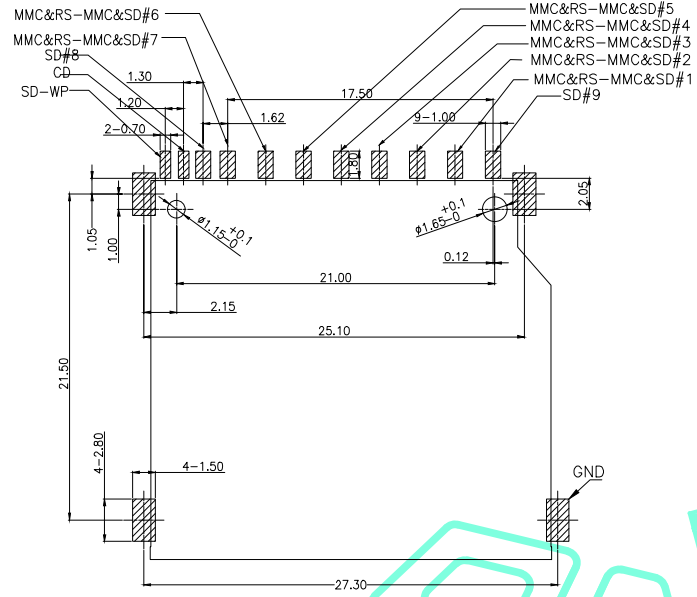 MMC&RS-MMC&SD#6
MMC&RS-MMC&SD#7
SD#8
CD
SD-WP
MMC&RS-MMC&SD#5
MMC&RS-MMC&SD#4
MMC&RS-MMC&SD#3
MMC&RS-MMC&SD#2
MMC&RS-MMC&SD#1
SD#9
1.30
1.20
2-0.70
17.50
1.62
9-1.00
1.80
2.05
1.05
1.00
ø1.15-0 +0.1
ø1.65-0 +0.1
0.12
21.00
2.15
25.10
21.50
4-2.80
4-1.50
GND
27.30